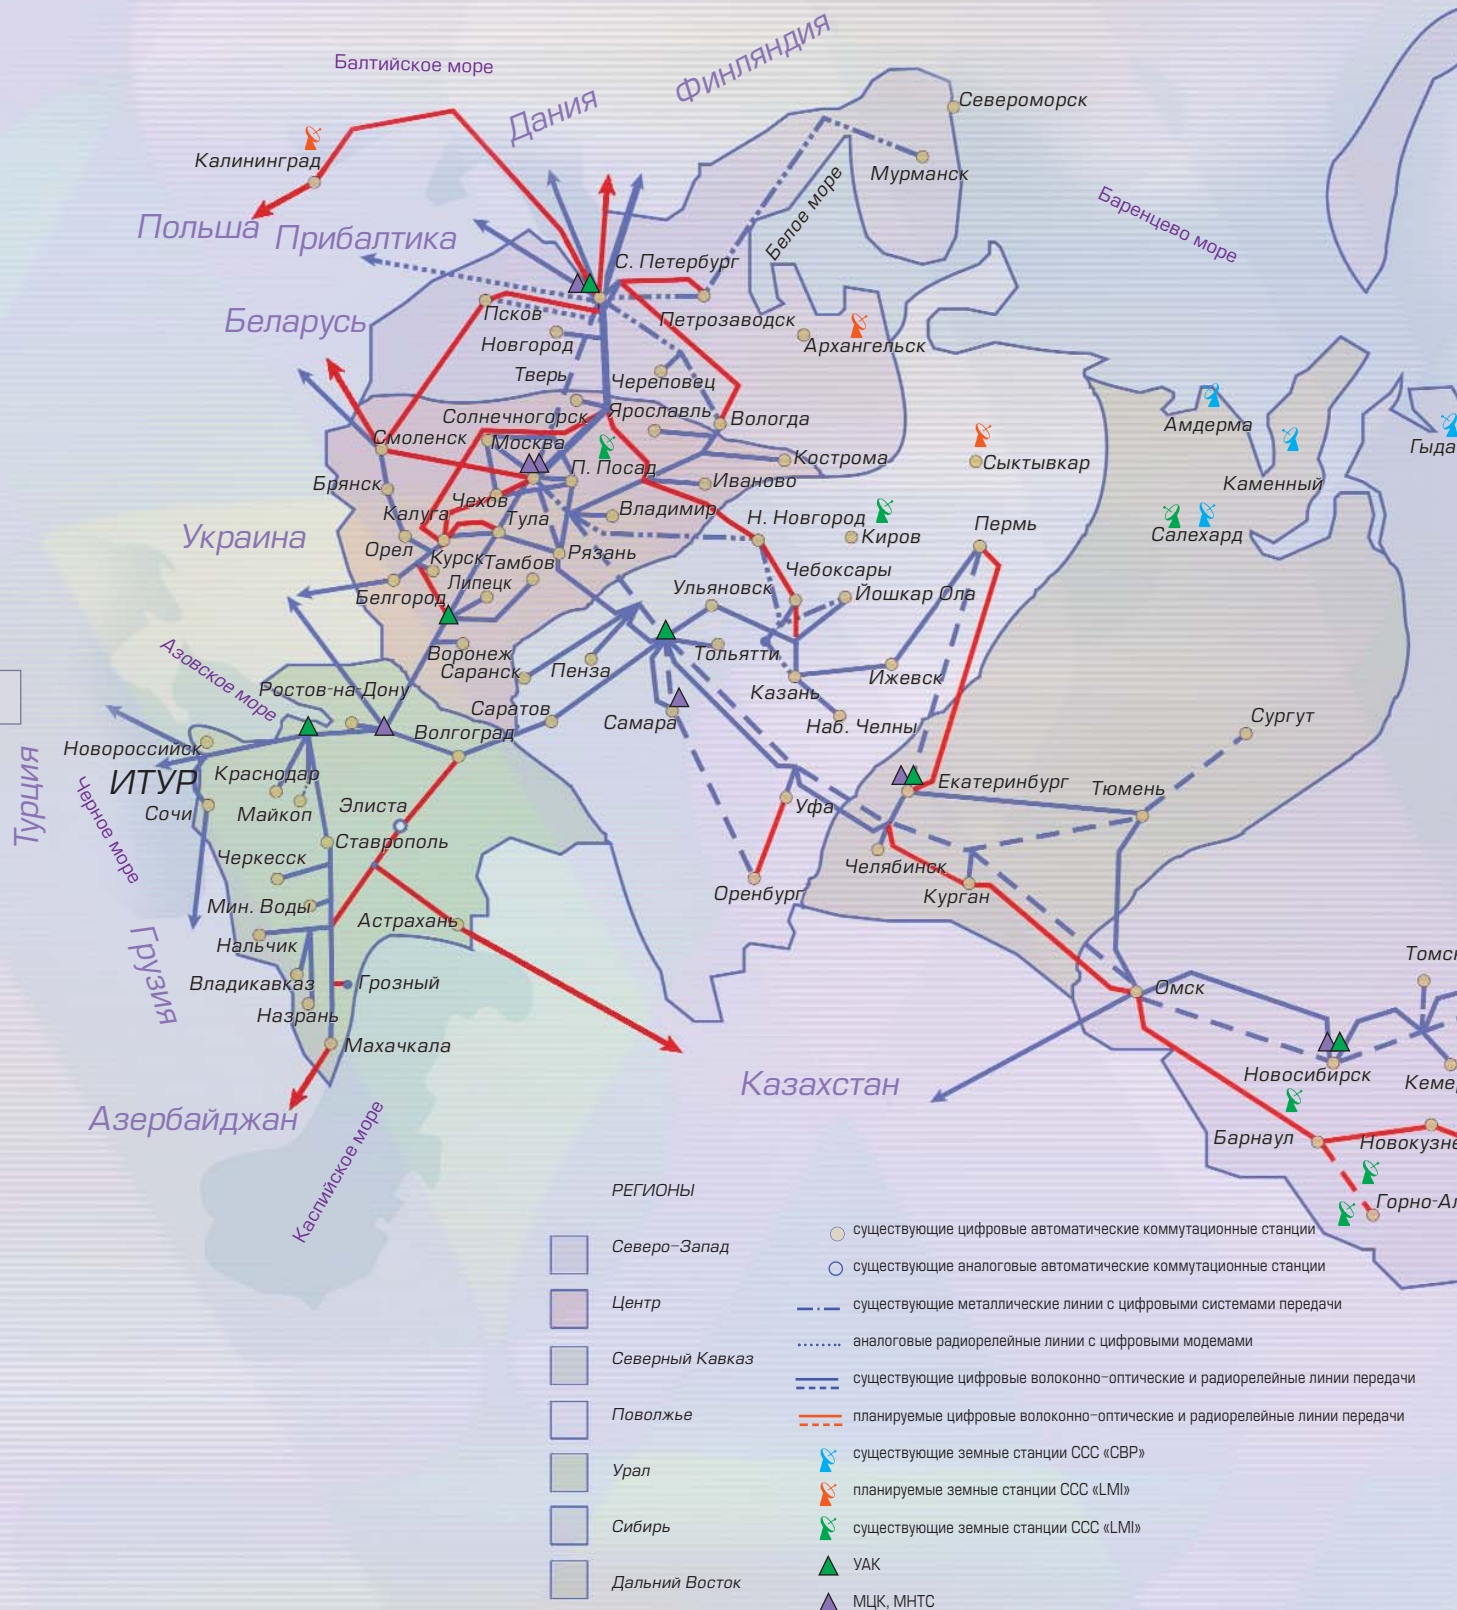 Балтийское море
Финляндия
Дания
Североморск
Калининград
Мурманск
Белое море
Баренцево море
Польша
Прибалтика
С. Петербург
Беларусь
Псков
Петрозаводск
Новгород
Архангельск
Тверь
Череповец
Солнечногорск
Ярославль
Вологда
Амдерма
Смоленск
Москва
Гыда
П. Посад
Кострома
Сыктывкар
Брянск
Иваново
Каменный
Чехов
Калуга
Тула
Владимир
Н. Новгород
Пермь
Украина
Киров
Салехард
Орел
Курск
Тамбов
Рязань
Чебоксары
Липецк
Ульяновск
Йошкар Ола
Белгород
Азовское море
Воронеж
Саранск
Пенза
Тольятти
Ижевск
Ростов-на-Дону
Казань
Саратов
Самара
Наб. Челны
Сургут
Волгоград
Новороссийск
Турция
ИТУР
Краснодар
Екатеринбург
Тюмень
Черное море
Сочи
Майкоп
Элиста
Уфа
Ставрополь
Черкесск
Челябинск
Оренбург
Курган
Мин. Воды
Астрахань
Грузия
Нальчик
Томск
Владикавказ
Грозный
Омск
Назрань
Махачкала
Казахстан
Новосибирск
Кемер
Азербайджан
Каспийское море
Барнаул
Новокузне
Горно-Ал
РЕГИОНЫ
Северо-Запад
Центр
Северный Кавказ
Поволжье
Урал
Сибирь
Дальний Восток
существующие цифровые автоматические коммутационные станции
существующие аналоговые автоматические коммутационные станции
существующие металлические линии с цифровыми системами передачи
аналоговые радиорелейные линии с цифровыми модемами
существующие цифровые волоконно-оптические и радиорелейные линии передачи
планируемые цифровые волоконно-оптические и радиорелейные линии передачи
существующие земные станции ССС «СВР»
планируемые земные станции ССС «LMI»
существующие земные станции ССС «LMI»
УАК
МЦК, МНТС